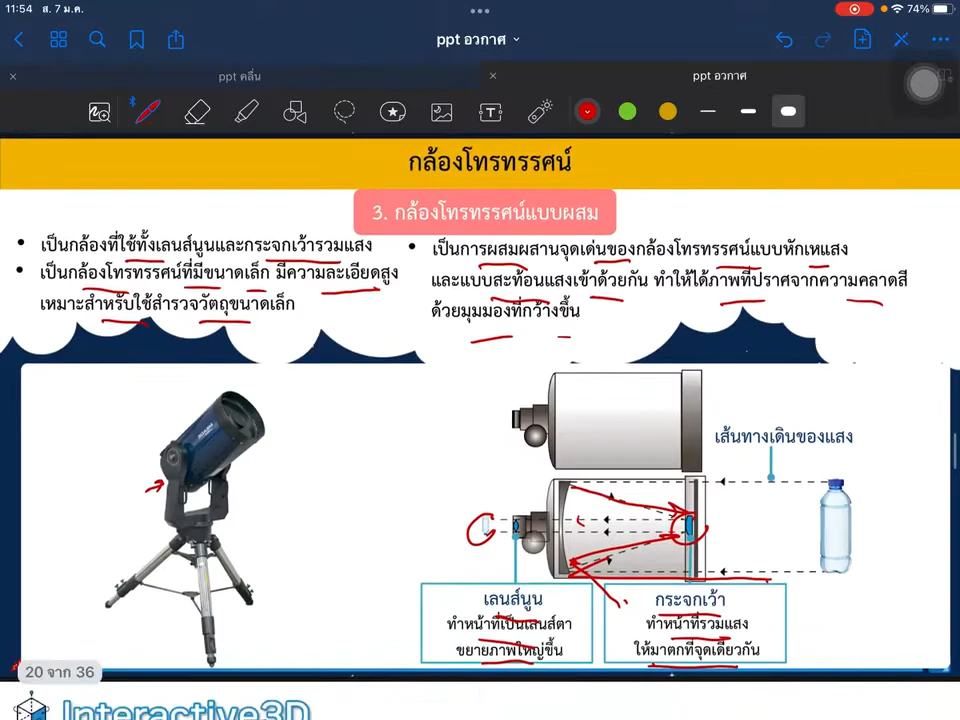 11:54 ส. 7 ม.ค.
74%
ppt อวกาศ
ppt คลื่น
ppt อวกาศ
กล้องโทรทรรศน์
3. กล้องโทรทรรศน์แบบผสม
• เป็นกล้องที่ใช้ทั้งเลนส์นูนและกระจกเว้ารวมแสง
• เป็นกล้องโทรทรรศน์ที่มีขนาดเล็ก มีความละเอียดสูง
เหมาะสำหรับใช้สำรวจวัตถุขนาดเล็ก
• เป็นการผสมผสานจุดเด่นของกล้องโทรทรรศน์แบบหักเหแสง
และแบบสะท้อนแสงเข้าด้วยกัน ทำให้ได้ภาพที่ปราศจากความคลาดสี
ด้วยมุมมองที่กว้างขึ้น
เส้นทางเดินของแสง
เลนส์นูน
ทำหน้าที่เป็นเลนส์ตา
ขยายภาพใหญ่ขึ้น
กระจกเว้า
ทำหน้าที่รวมแสง
ให้มาตกที่จุดเดียวกัน
20 จาก 36
Interactive3D